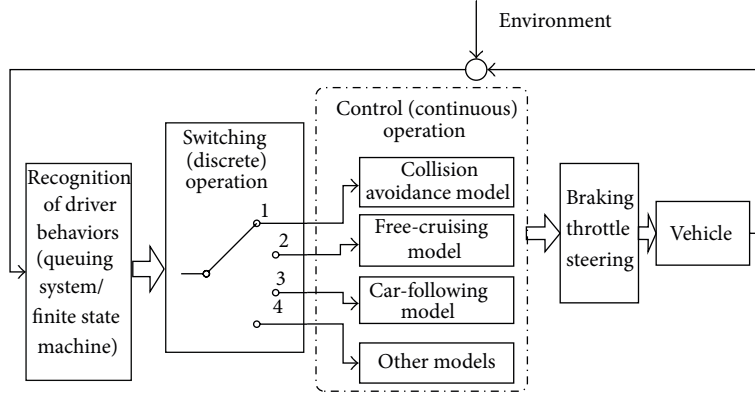 Environment
Control (continuous)
operation
Switching
(discrete)
operation
Recognition
of driver
behaviors
(queuing
system/
finite state
machine)
1
2
3
4
Collision
avoidance model
Free-cruising
model
Car-following
model
Other models
Braking
throttle
steering
Vehicle